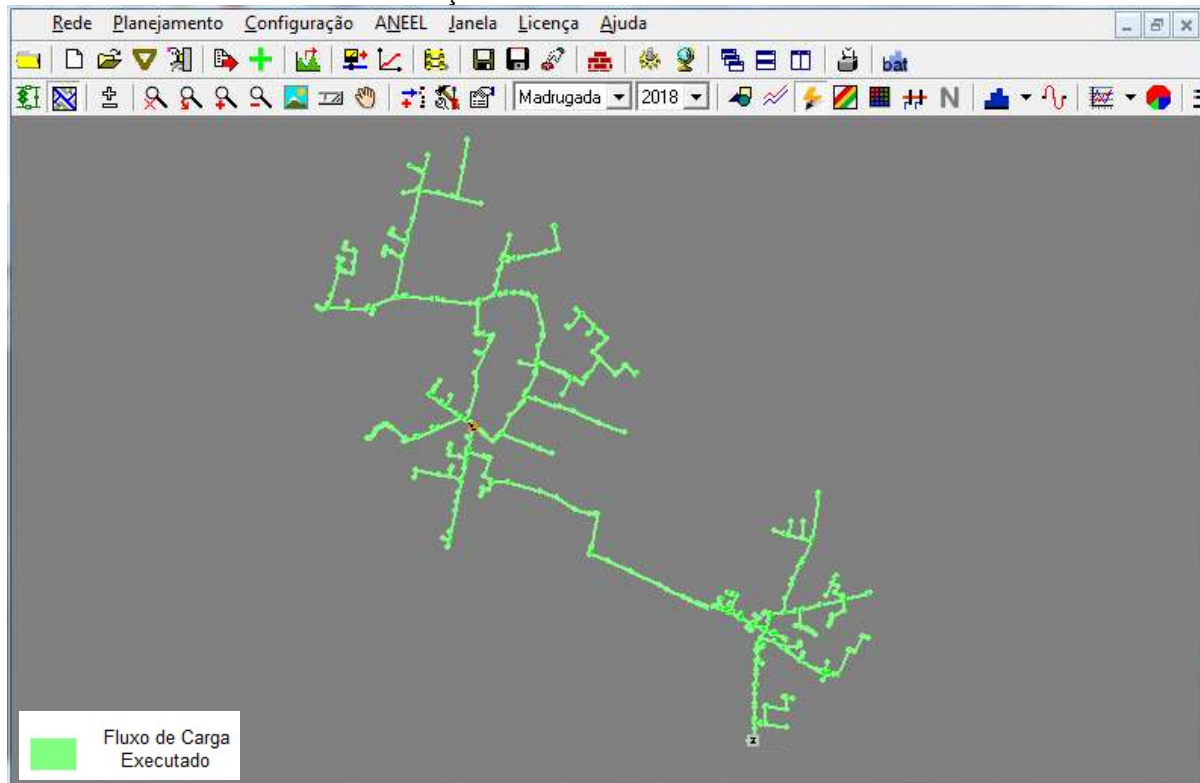 Rede Planejamento Configuração ANEEL Janela Licença Ajuda
bat
Madrugada 2018 N
Fluxo de Carga
Executado